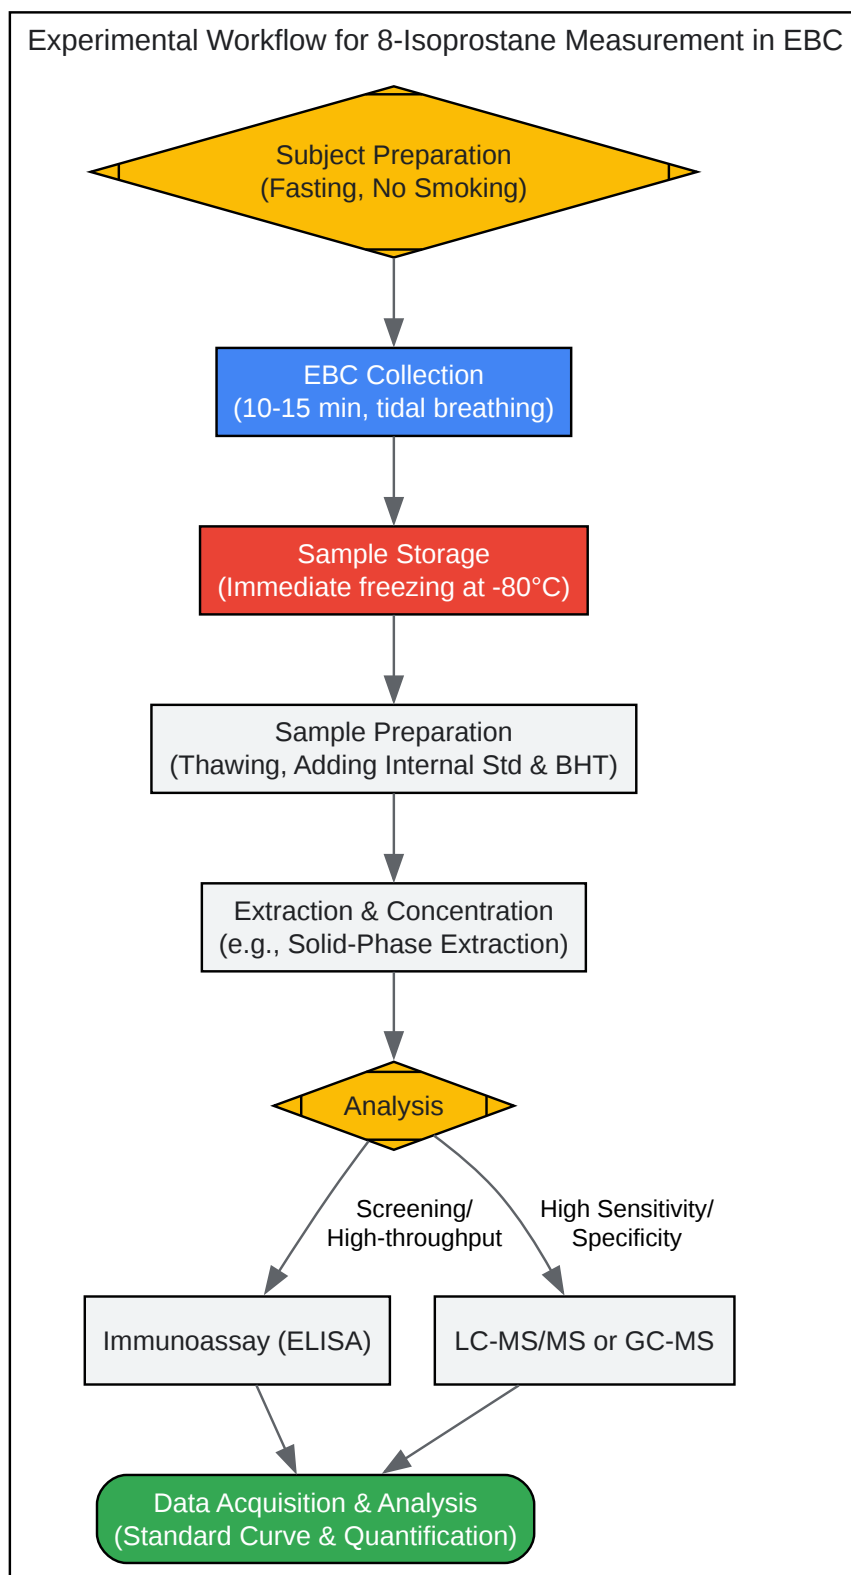 Experimental Workflow for 8-Isoprostane Measurement in EBC
Subject Preparation
(Fasting, No Smoking)
EBC Collection
(10-15 min, tidal breathing)
Sample Storage
(Immediate freezing at -80°C)
Sample Preparation
(Thawing, Adding Internal Std & BHT)
Extraction & Concentration
(e.g., Solid-Phase Extraction)
Analysis
Screening/
High-throughput
High Sensitivity/
Specificity
Immunoassay (ELISA)
LC-MS/MS or GC-MS
Data Acquisition & Analysis
(Standard Curve & Quantification)